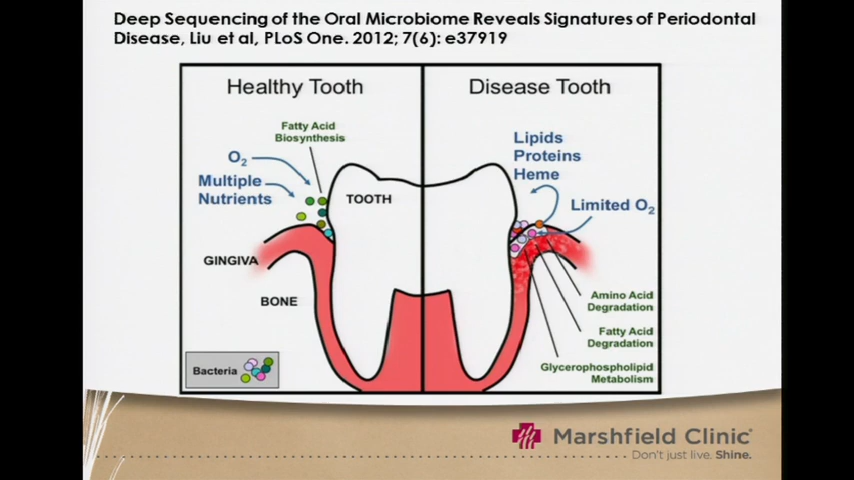 Deep Sequencing of the Oral Microbiome Reveals Signatures of Periodontal
Disease, Liu et al, PLoS One. 2012; 7(6): e37919
Healthy Tooth
Disease Tooth
Fatty Acid
Biosynthesis
O2
Multiple
Nutrients
TOOTH
GINGIVA
BONE
Bacteria
Lipids
Proteins
Heme
Limited O2
Amino Acid
Degradation
Fatty Acid
Degradation
Glycerophospholipid
Metabolism
Marshfield Clinic
Don't just live. Shine.